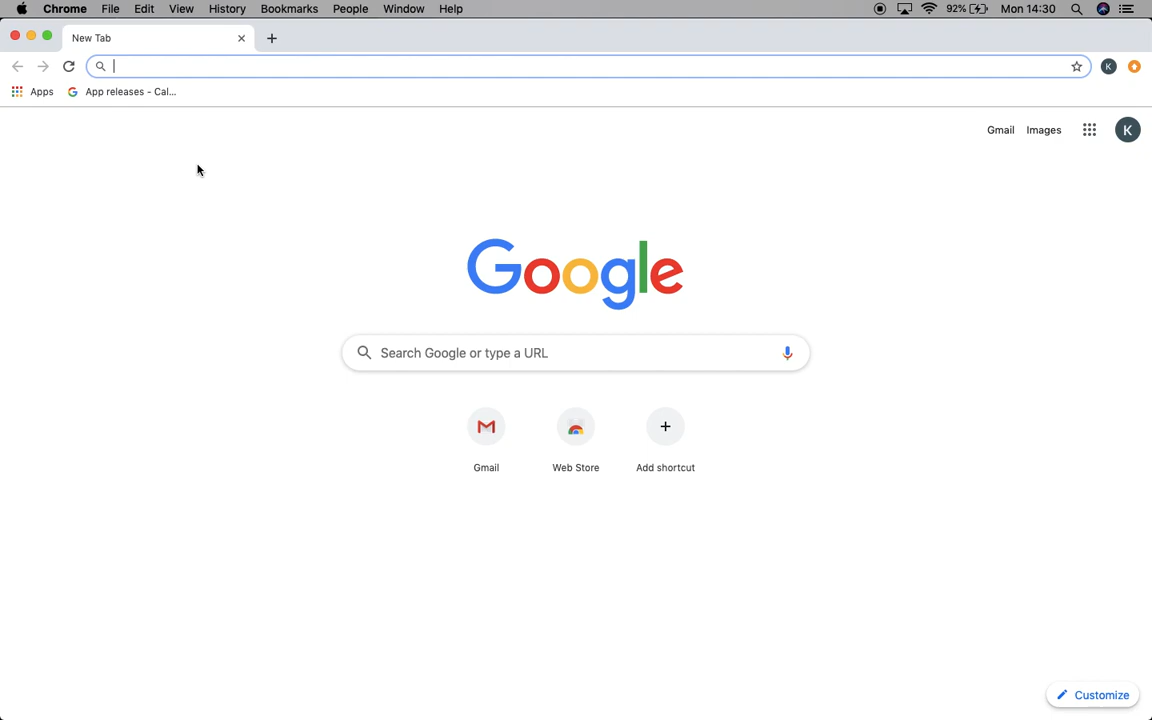 Chrome File Edit View History Bookmarks People Window Help 92% Mon 14:30
New Tab
Apps App releases - Cal...
K
Gmail Images K
Google
Search Google or type a URL
Gmail Web Store Add shortcut
Customize